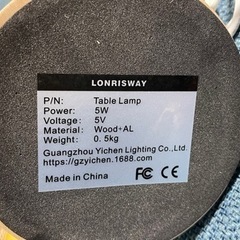 LONRISWAY
P/N: Table Lamp
Power: 5W
Voltage: 5V
Material: Wood+AL
Weight: 0.5kg
Guangzhou Yichen Lighting Co.,Ltd.
https://gzyichen.1688.com
Made in China FC CE